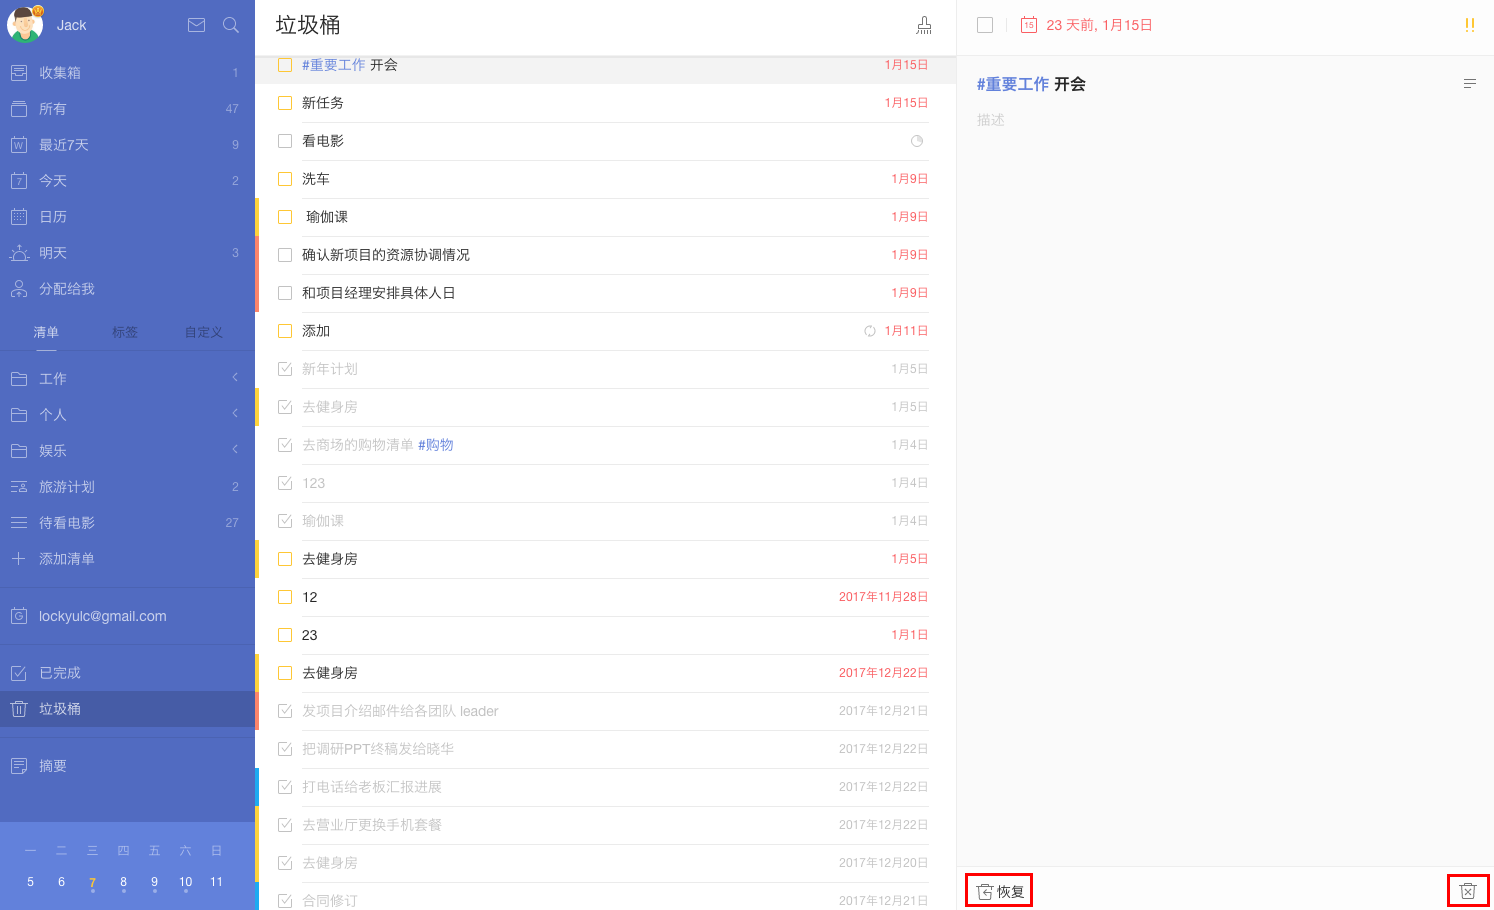 Jack
收集箱 1
所有 47
最近7天 9
今天 2
日历
明天 3
分配给我
清单 标签 自定义
工作
个人
娱乐
旅游计划 2
待看电影 27
添加清单
lockyulc@gmail.com
已完成
垃圾桶
摘要
一 二 三 四 五 六 日
5 6 7 8 9 10 11
垃圾桶
#重要工作 开会 1月15日
新任务 1月15日
看电影
洗车 1月9日
瑜伽课 1月9日
确认新项目的资源协调情况 1月9日
和项目经理安排具体人日 1月9日
添加 1月11日
新年计划 1月5日
去健身房 1月5日
去商场的购物清单 #购物 1月4日
123 1月4日
瑜伽课 1月4日
去健身房 1月5日
12 2017年11月28日
23 1月1日
去健身房 2017年12月22日
发项目介绍邮件给各团队 leader 2017年12月21日
把调研PPT终稿发给晓华 2017年12月22日
打电话给老板汇报进展 2017年12月22日
去营业厅更换手机套餐 2017年12月22日
去健身房 2017年12月20日
合同修订 2017年12月21日
15 23 天前, 1月15日 !!
#重要工作 开会
描述
恢复